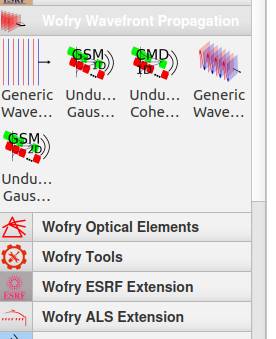 ESRF
Wofry Wavefront Propagation
GSM
1D
CMD
1D
Generic Undu... Undu... Generic
Wave... Gaus... Cohe... Wave...
GSM
2D
Undu...
Gaus...
Wofry Optical Elements
Wofry Tools
ESRF
Wofry ESRF Extension
Wofry ALS Extension